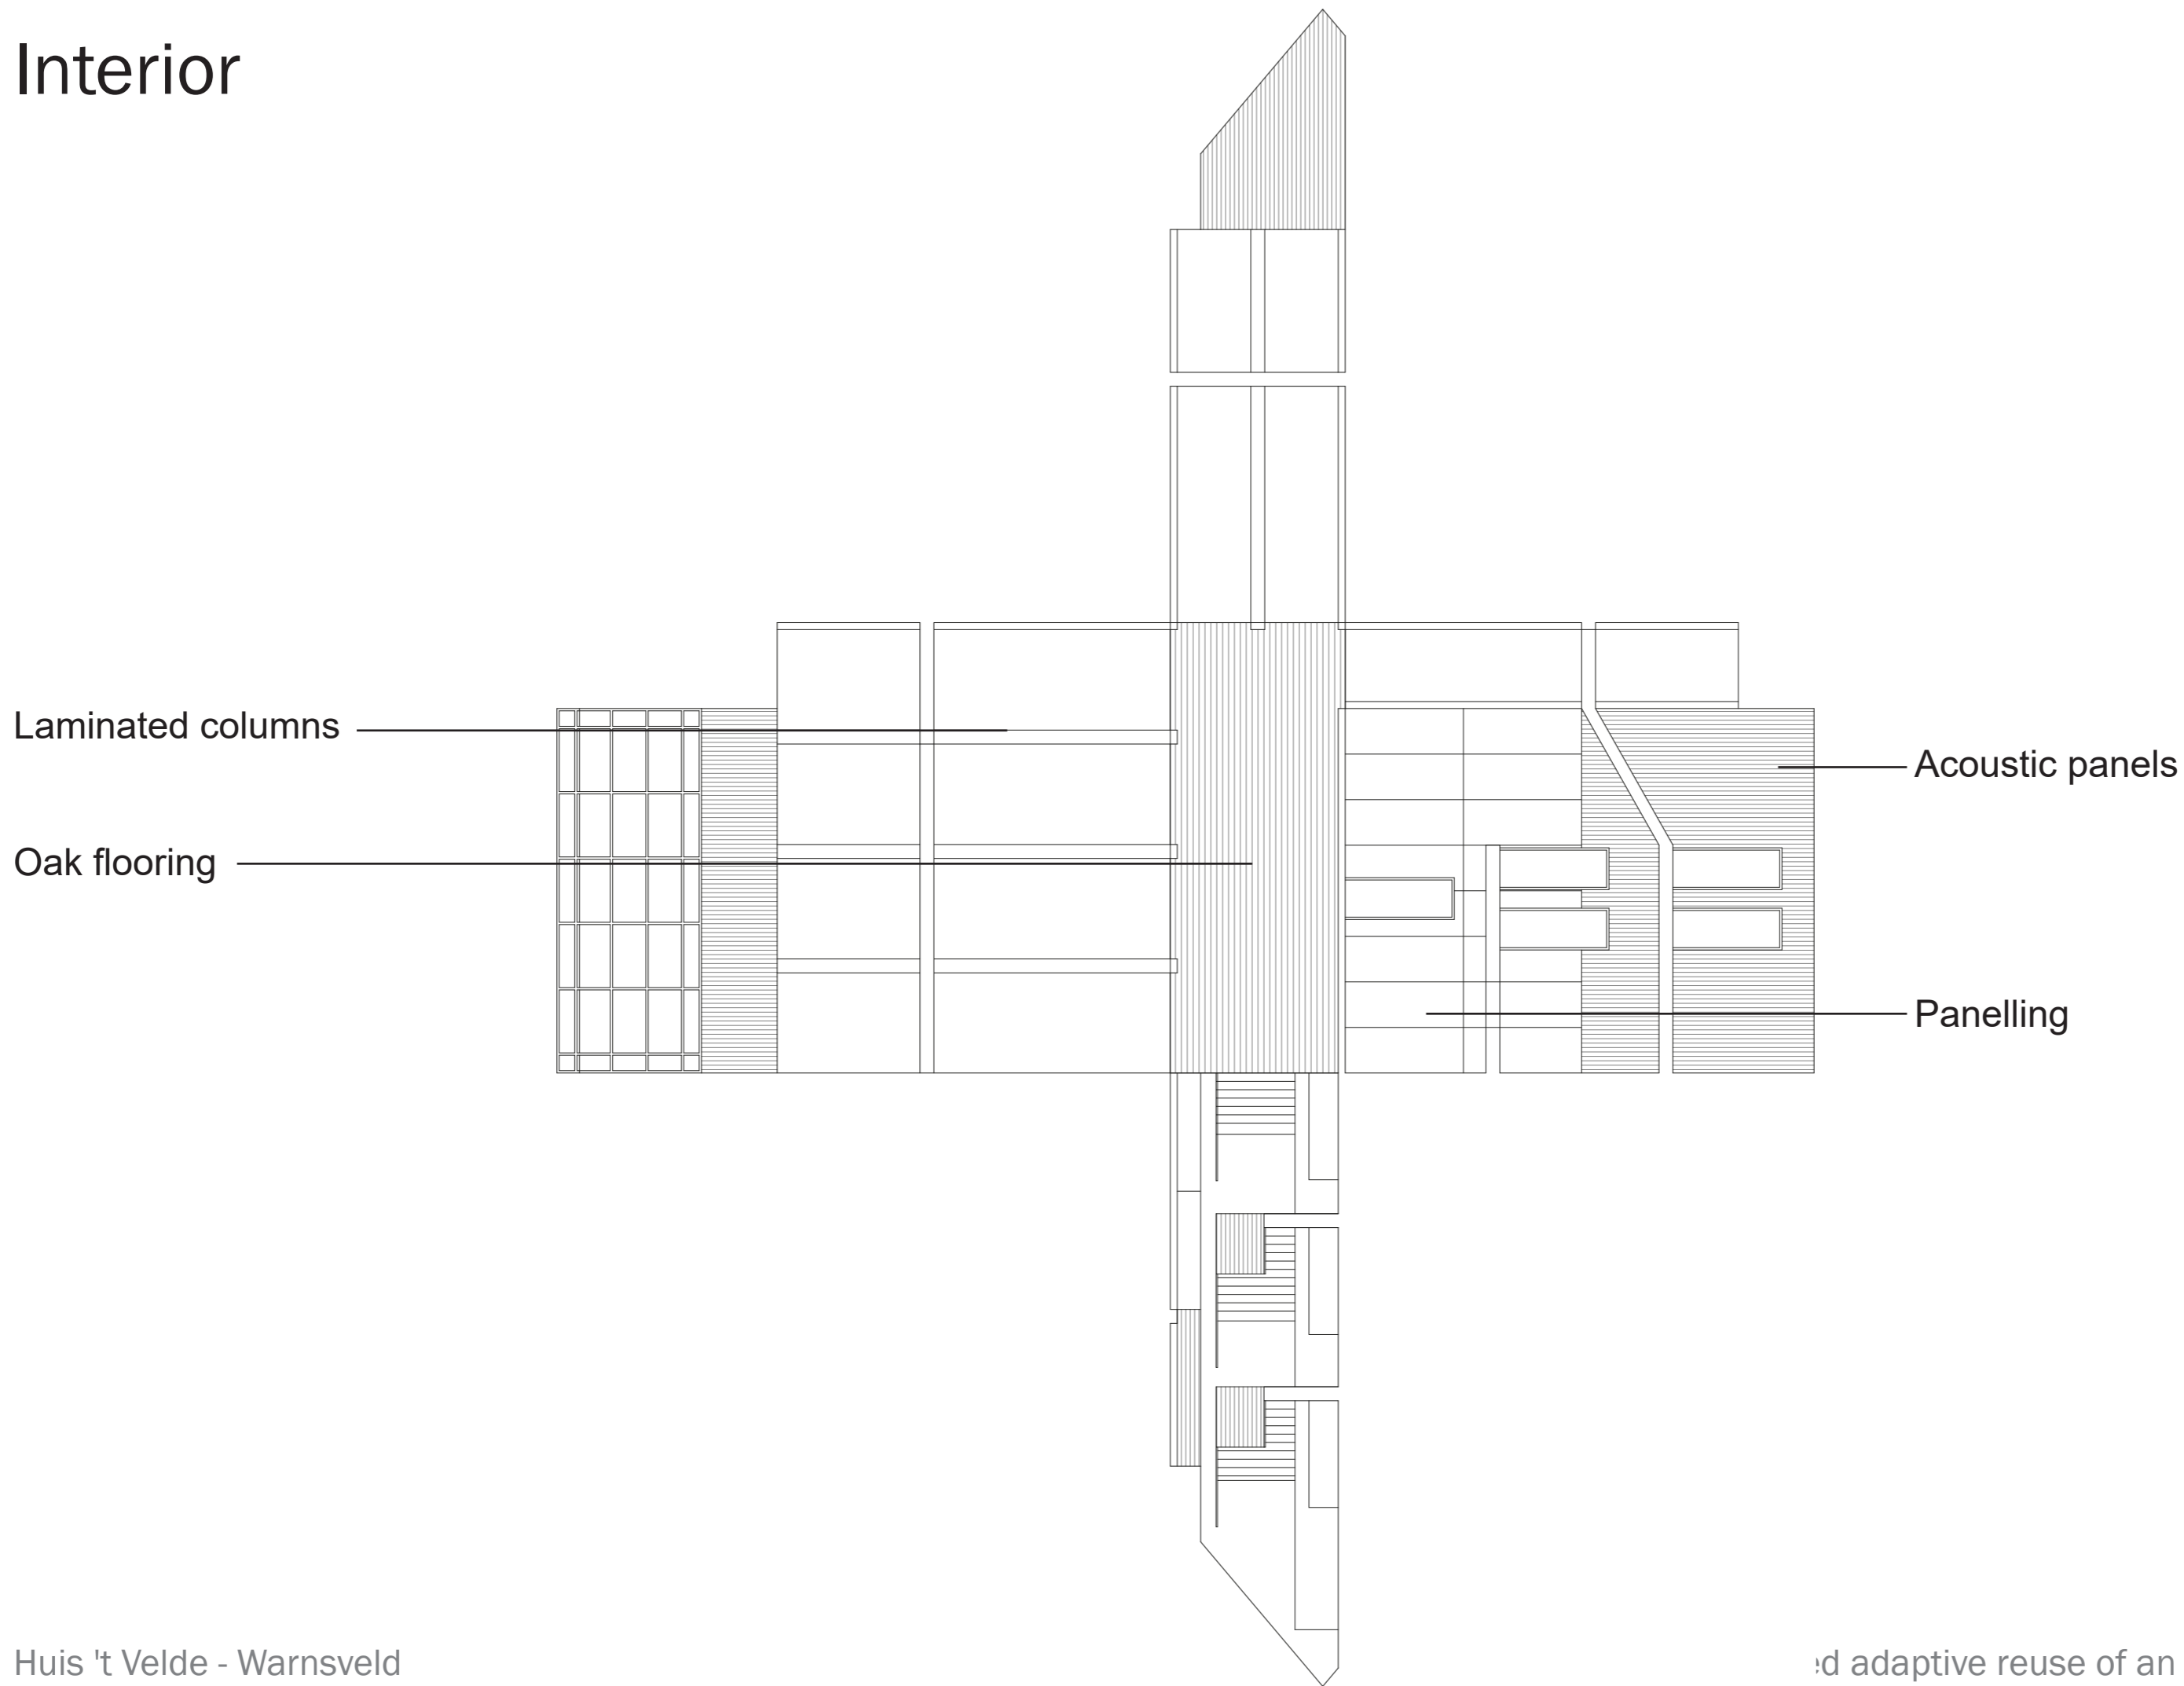 Interior
Laminated columns
Acoustic panels
Oak flooring
Panelling
Huis 't Velde - Warnsveld
adaptive reuse of an